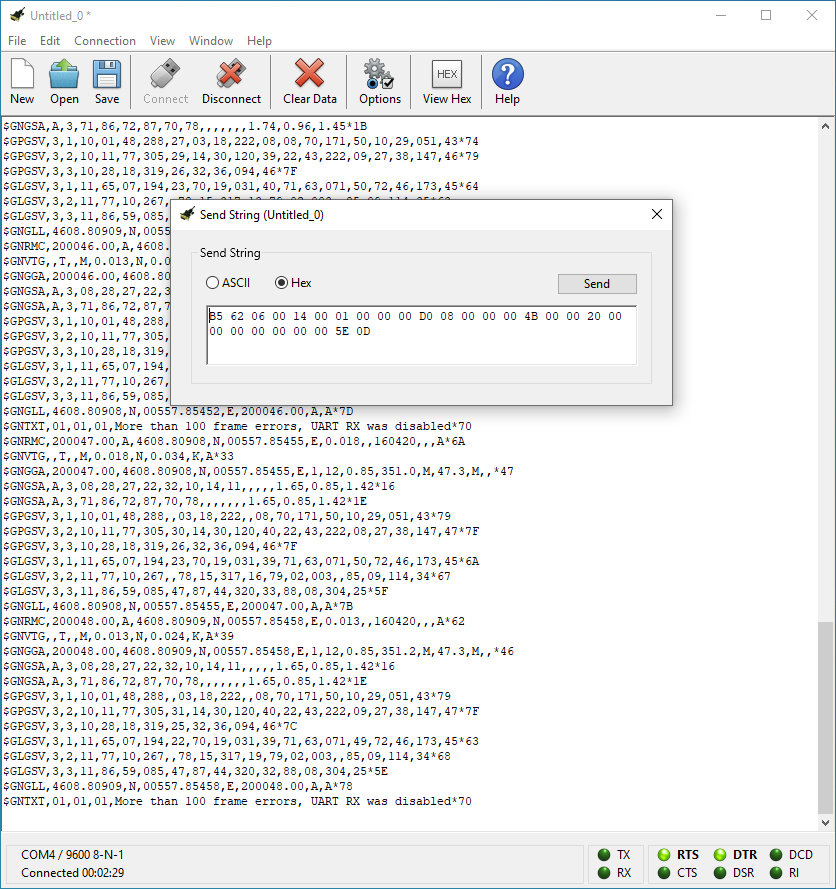 Untitled_0 *
File Edit Connection View Window Help
New Open Save Connect Disconnect Clear Data Options HEX View Hex ? Help
$GNGSA,A,3,71,86,72,87,70,78,,,,,,,1.74,0.96,1.45*1B
$GPGSV,3,1,10,01,48,288,27,03,18,222,08,08,70,171,50,10,29,051,43*74
$GPGSV,3,2,10,11,77,305,29,14,30,120,39,22,43,222,09,27,38,147,46*79
$GPGSV,3,3,10,28,18,319,26,32,36,094,46*7F
$GLGSV,3,1,11,65,07,194,23,70,19,031,40,71,63,071,50,72,46,173,45*64
$GLGSV,3,2,11,77,10,267,
$GLGSV,3,3,11,86,59,085,
$GNGLL,4608.80909,N,0055
$GNRMC,200046.00,A,4608.
$GNVTG,,T,,M,0.013,N,0.0
$GNGGA,200046.00,4608.80
$GNGSA,A,3,08,28,27,22,3
$GNGSA,A,3,71,86,72,87,7
$GPGSV,3,1,10,01,48,288,
$GPGSV,3,2,10,11,77,305,
$GPGSV,3,3,10,28,18,319,
$GLGSV,3,1,11,65,07,194,
$GLGSV,3,2,11,77,10,267,
$GLGSV,3,3,11,86,59,085,
Send String (Untitled_0)
Send String
ASCII Hex Send
B5 62 06 00 14 00 01 00 00 00 D0 08 00 00 00 4B 00 00 20 00
00 00 00 00 00 00 5E 0D
$GNGLL,4608.80908,N,00557.85452,E,200046.00,A,A*7D
$GNTXT,01,01,01,More than 100 frame errors, UART RX was disabled*70
$GNRMC,200047.00,A,4608.80908,N,00557.85455,E,0.018,,160420,,,A*6A
$GNVTG,,T,,M,0.018,N,0.034,K,A*33
$GNGGA,200047.00,4608.80908,N,00557.85455,E,1,12,0.85,351.0,M,47.3,M,,*47
$GNGSA,A,3,08,28,27,22,32,10,14,11,,,,,1.65,0.85,1.42*16
$GNGSA,A,3,71,86,72,87,70,78,,,,,,,1.65,0.85,1.42*1E
$GPGSV,3,1,10,01,48,288,,03,18,222,,08,70,171,50,10,29,051,43*79
$GPGSV,3,2,10,11,77,305,30,14,30,120,40,22,43,222,08,27,38,147,47*7F
$GPGSV,3,3,10,28,18,319,26,32,36,094,46*7F
$GLGSV,3,1,11,65,07,194,23,70,19,031,39,71,63,071,50,72,46,173,45*6A
$GLGSV,3,2,11,77,10,267,,78,15,317,16,79,02,003,,85,09,114,34*67
$GLGSV,3,3,11,86,59,085,47,87,44,320,33,88,08,304,25*5F
$GNGLL,4608.80908,N,00557.85455,E,200047.00,A,A*7B
$GNRMC,200048.00,A,4608.80909,N,00557.85458,E,0.013,,160420,,,A*62
$GNVTG,,T,,M,0.013,N,0.024,K,A*39
$GNGGA,200048.00,4608.80909,N,00557.85458,E,1,12,0.85,351.2,M,47.3,M,,*46
$GNGSA,A,3,08,28,27,22,32,10,14,11,,,,,1.65,0.85,1.42*16
$GNGSA,A,3,71,86,72,87,70,78,,,,,,,1.65,0.85,1.42*1E
$GPGSV,3,1,10,01,48,288,,03,18,222,,08,70,171,50,10,29,051,43*79
$GPGSV,3,2,10,11,77,305,31,14,30,120,40,22,43,222,09,27,38,147,47*7F
$GPGSV,3,3,10,28,18,319,25,32,36,094,46*7C
$GLGSV,3,1,11,65,07,194,22,70,19,031,39,71,63,071,49,72,46,173,45*63
$GLGSV,3,2,11,77,10,267,,78,15,317,19,79,02,003,,85,09,114,34*68
$GLGSV,3,3,11,86,59,085,47,87,44,320,32,88,08,304,25*5E
$GNGLL,4608.80909,N,00557.85458,E,200048.00,A,A*78
$GNTXT,01,01,01,More than 100 frame errors, UART RX was disabled*70
COM4 / 9600 8-N-1 TX RTS DTR DCD
Connected 00:02:29 RX CTS DSR RI